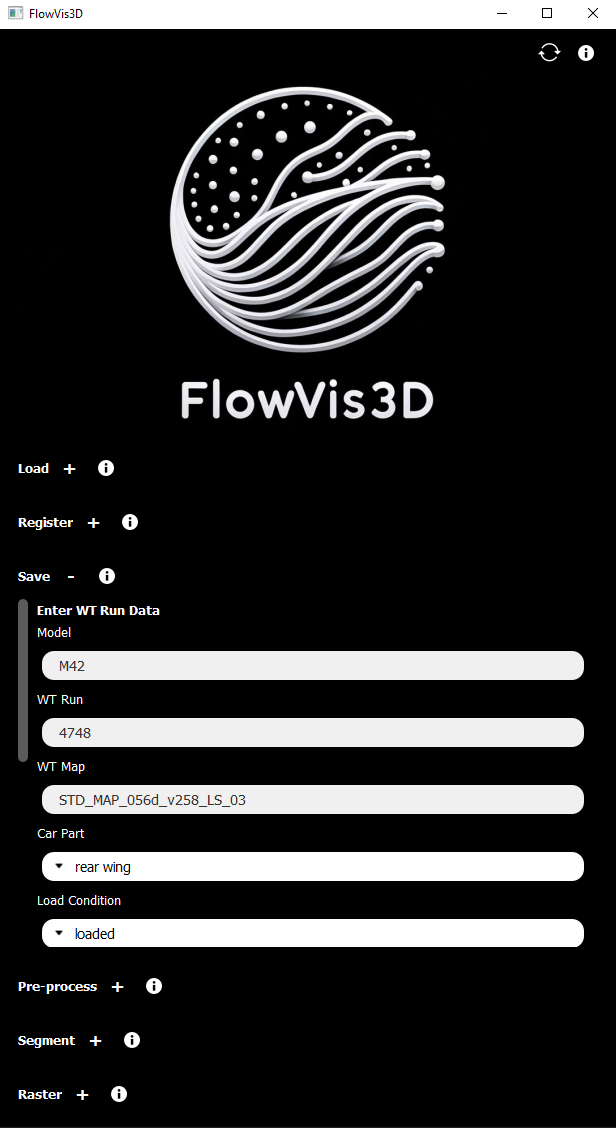 FlowVis3D
FlowVis3D
Load +
Register +
Save -
Enter WT Run Data
Model
M42
WT Run
4748
WT Map
STD_MAP_056d_v258_LS_03
Car Part
rear wing
Load Condition
loaded
Pre-process +
Segment +
Raster +